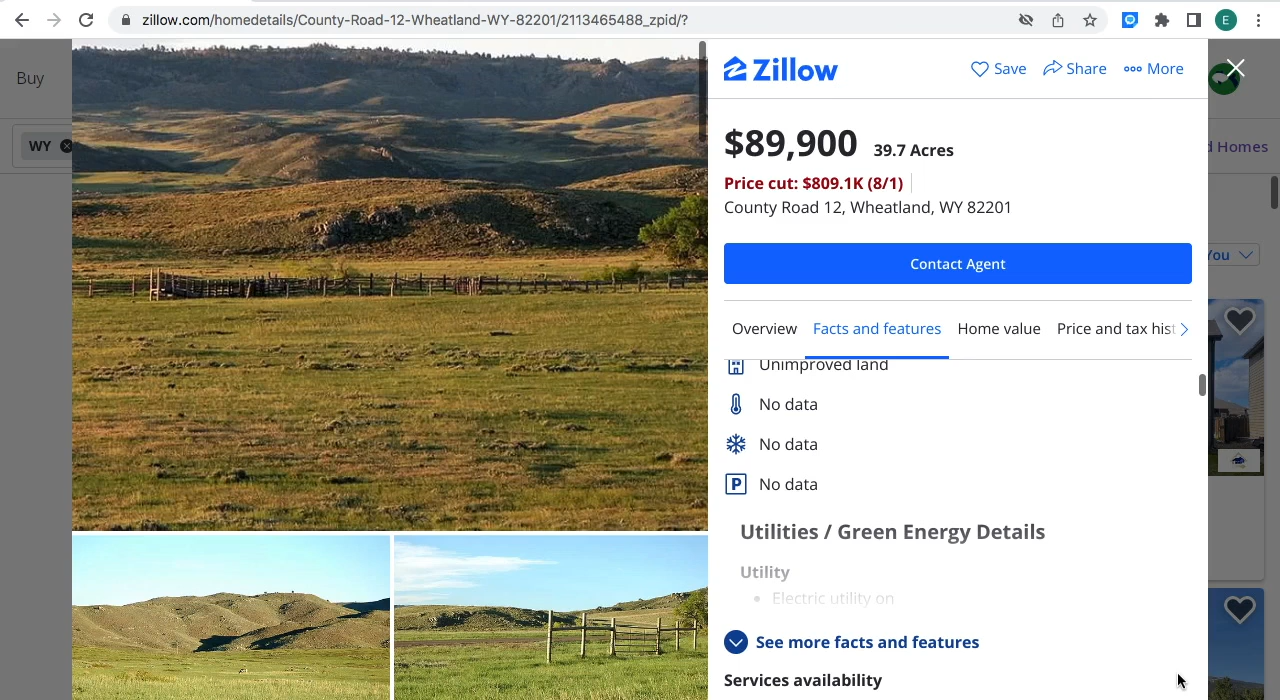 zillow.com/homedetails/County-Road-12-Wheatland-WY-82201/2113465488_zpid/?
E
Buy
WY
d Homes
You
Zillow
Save
Share
More
$89,900 39.7 Acres
Price cut: $809.1K (8/1)
County Road 12, Wheatland, WY 82201
Contact Agent
Overview Facts and features Home value Price and tax hist
Unimproved land
No data
No data
P No data
Utilities / Green Energy Details
Utility
• Electric utility on
See more facts and features
Services availability